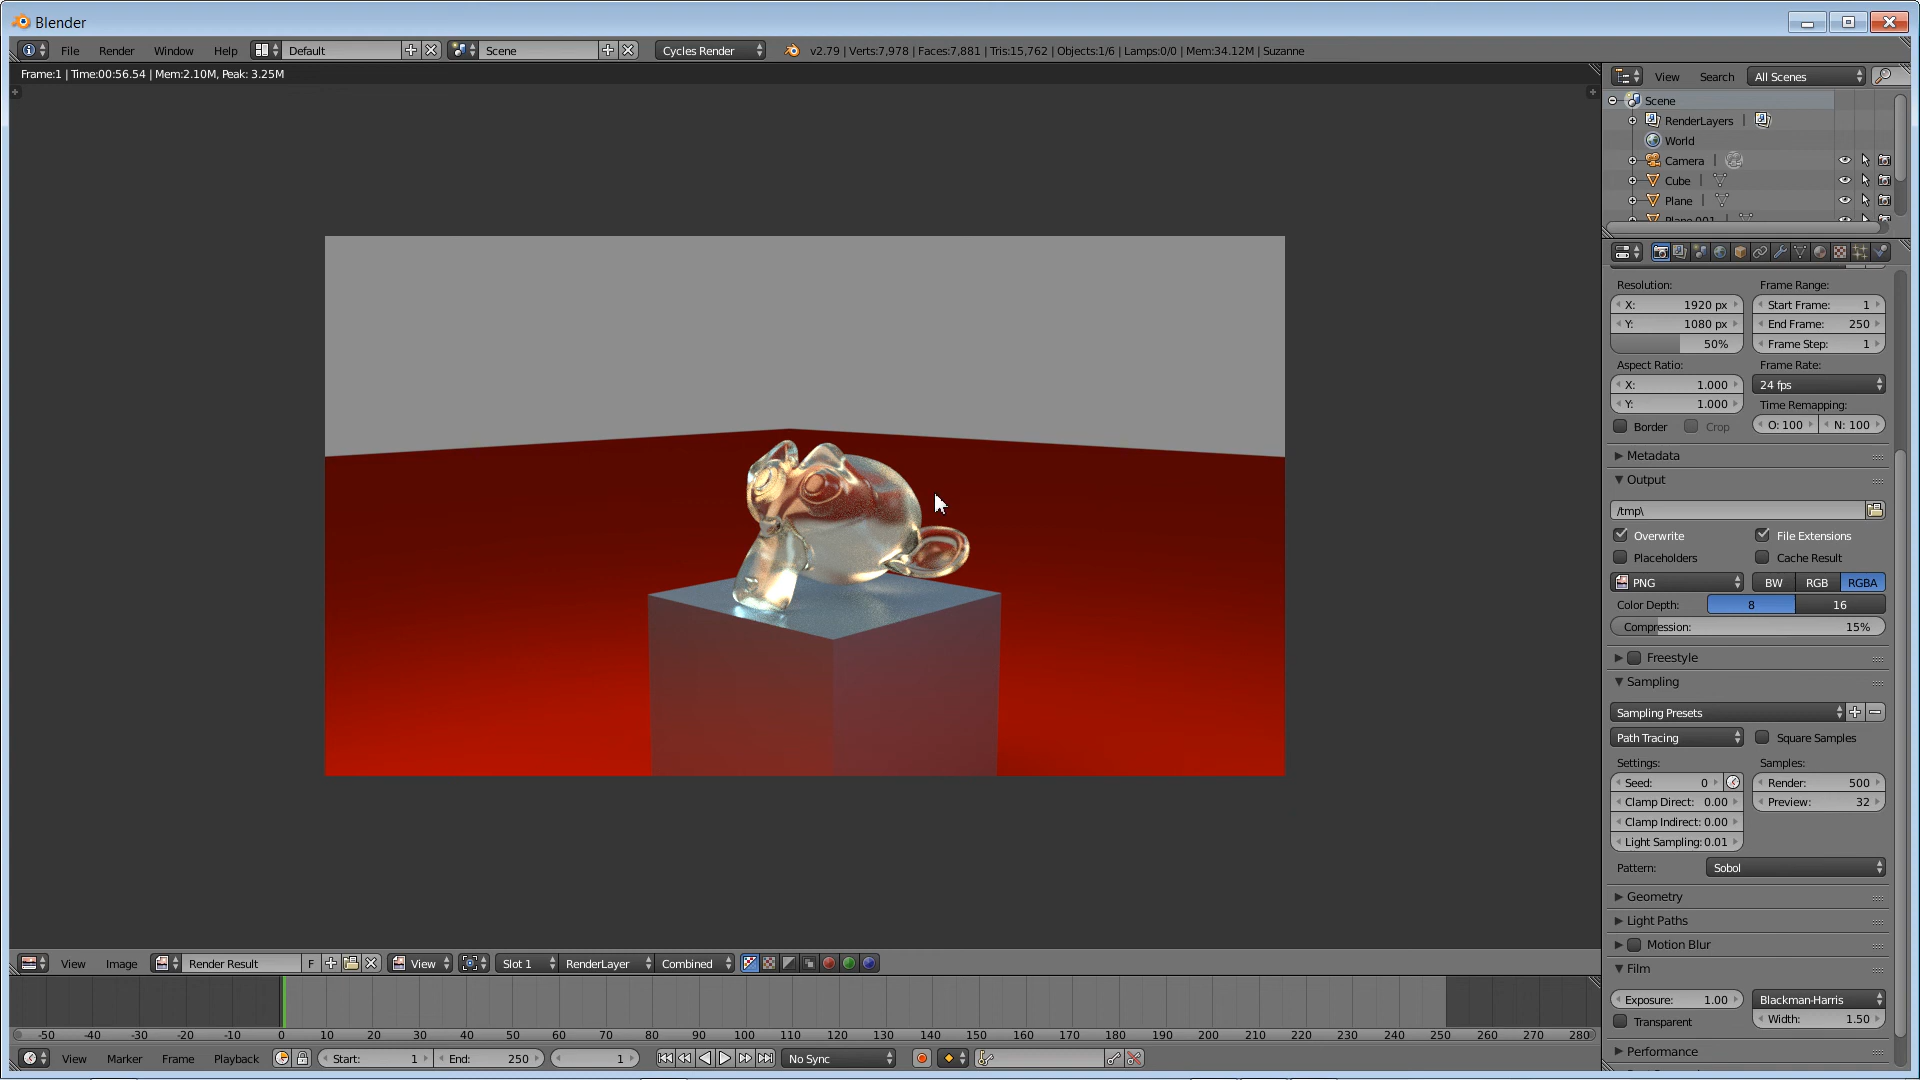 Blender
File Render Window Help Default Scene Cycles Render v2.79 | Verts:7,978 | Faces:7,881 | Tris:15,762 | Objects:1/6 | Lamps:0/0 | Mem:34.12M | Suzanne
Frame:1 | Time:00:56.54 | Mem:2.10M, Peak: 3.25M
View Search All Scenes
Scene
RenderLayers |
World
Camera |
Cube |
Plane |
Plane.001 |
Resolution: Frame Range:
X: 1920 px Start Frame: 1
Y: 1080 px End Frame: 250
50% Frame Step: 1
Aspect Ratio: Frame Rate:
X: 1.000 24 fps
Y: 1.000 Time Remapping:
Border Crop O: 100 N: 100
Metadata
Output
/tmp\
Overwrite File Extensions
Placeholders Cache Result
PNG BW RGB RGBA
Color Depth: 8 16
Compression: 15%
Freestyle
Sampling
Sampling Presets
Path Tracing Square Samples
Settings: Samples:
Seed: 0 Render: 500
Clamp Direct: 0.00 Preview: 32
Clamp Indirect: 0.00
Light Sampling: 0.01
Pattern: Sobol
Geometry
Light Paths
Motion Blur
Film
Exposure: 1.00 Blackman-Harris
Transparent Width: 1.50
Performance
View Image Render Result F View Slot 1 RenderLayer Combined
-50 -40 -30 -20 -10 0 10 20 30 40 50 60 70 80 90 100 110 120 130 140 150 160 170 180 190 200 210 220 230 240 250 260 270 280
View Marker Frame Playback Start: 1 End: 250 1 No Sync